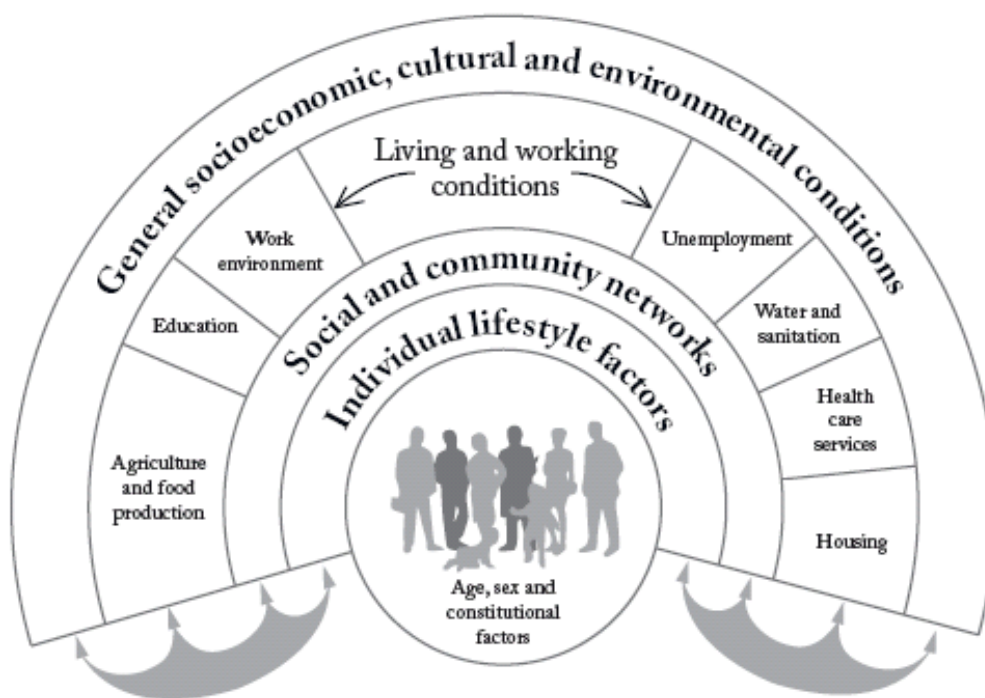 General socioeconomic, cultural and environmental conditions
Living and working
conditions
Work
environment
Unemployment
Education
Water and
sanitation
Agriculture
and food
production
Health
care
services
Housing
Social and community networks
Individual lifestyle factors
Age, sex and
constitutional
factors